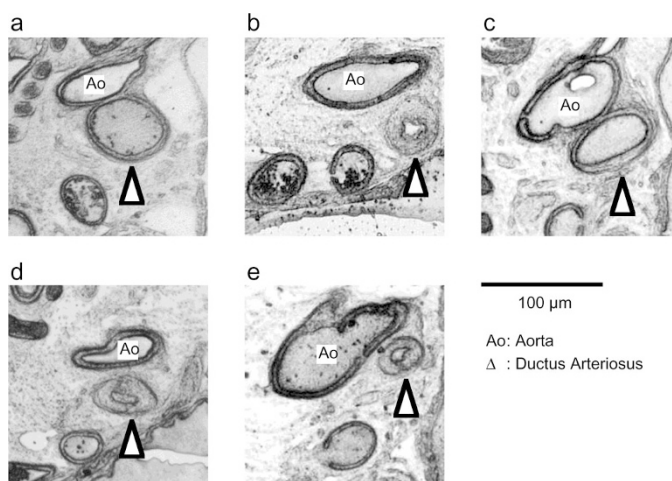 a
b
c
Ao
Ao
Ao
d
e
Ao
Ao
100 µm
Ao: Aorta
Δ : Ductus Arteriosus